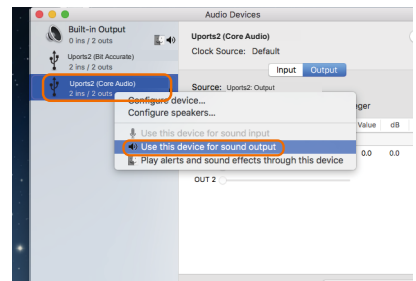 Audio Devices
Built-in Output
0 ins / 2 outs
Uports2 (Bit Accurate)
2 ins / 2 outs
Uports2 (Core Audio)
2 ins / 2 outs
Uports2 (Core Audio)
Clock Source: Default
Input Output
Source: Uports2: Output
Configure device...
Configure speakers...
Use this device for sound input
Use this device for sound output
Play alerts and sound effects through this device
Value dB
0.0 0.0
OUT 2